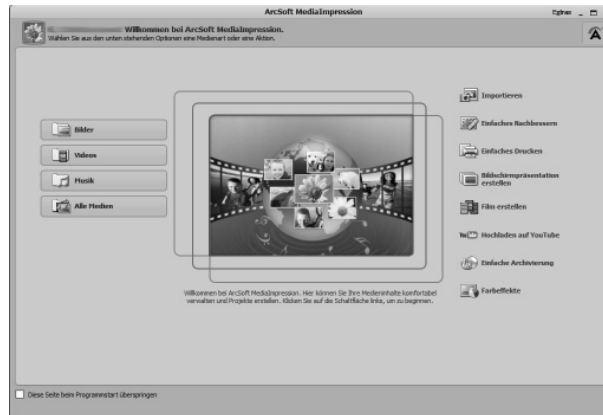 ArcSoft MediaImpression
Extras
Willkommen bei ArcSoft MediaImpression.
Wählen Sie aus den unten stehenden Optionen eine Medienart oder eine Aktion.
Bilder
Videos
Musik
Alle Medien
Importieren
Einfaches Nachbessern
Einfaches Drucken
Bildschirmpräsentation
erstellen
Film erstellen
Hochladen auf YouTube
Einfache Archivierung
Farbeffekte
Willkommen bei ArcSoft MediaImpression. Hier können Sie Ihre Medieninhalte komfortabel
verwalten und Projekte erstellen. Klicken Sie auf die Schaltfläche links, um zu beginnen.
Diese Seite beim Programmstart überspringen